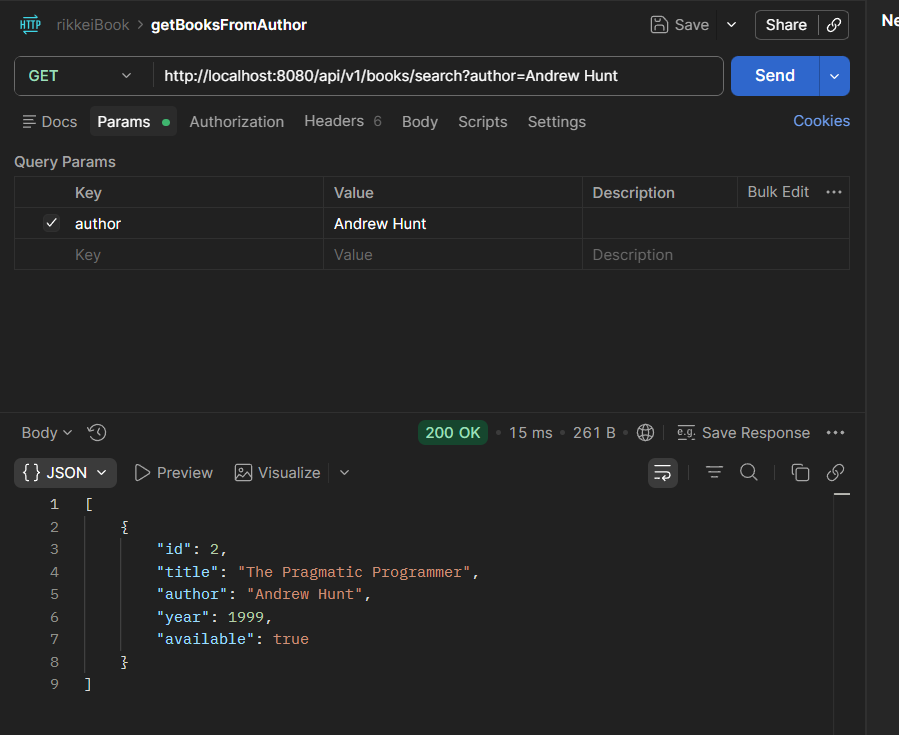 HTTP rikkeiBook > getBooksFromAuthor Save Share Ne
GET http://localhost:8080/api/v1/books/search?author=Andrew Hunt Send
Docs Params Authorization Headers 6 Body Scripts Settings Cookies
Query Params
Key Value Description Bulk Edit ...
author Andrew Hunt
Key Value Description
Body 200 OK • 15 ms • 261 B • e.g. Save Response ...
{} JSON Preview Visualize
1 [
2 {
3 "id": 2,
4 "title": "The Pragmatic Programmer",
5 "author": "Andrew Hunt",
6 "year": 1999,
7 "available": true
8 }
9 ]